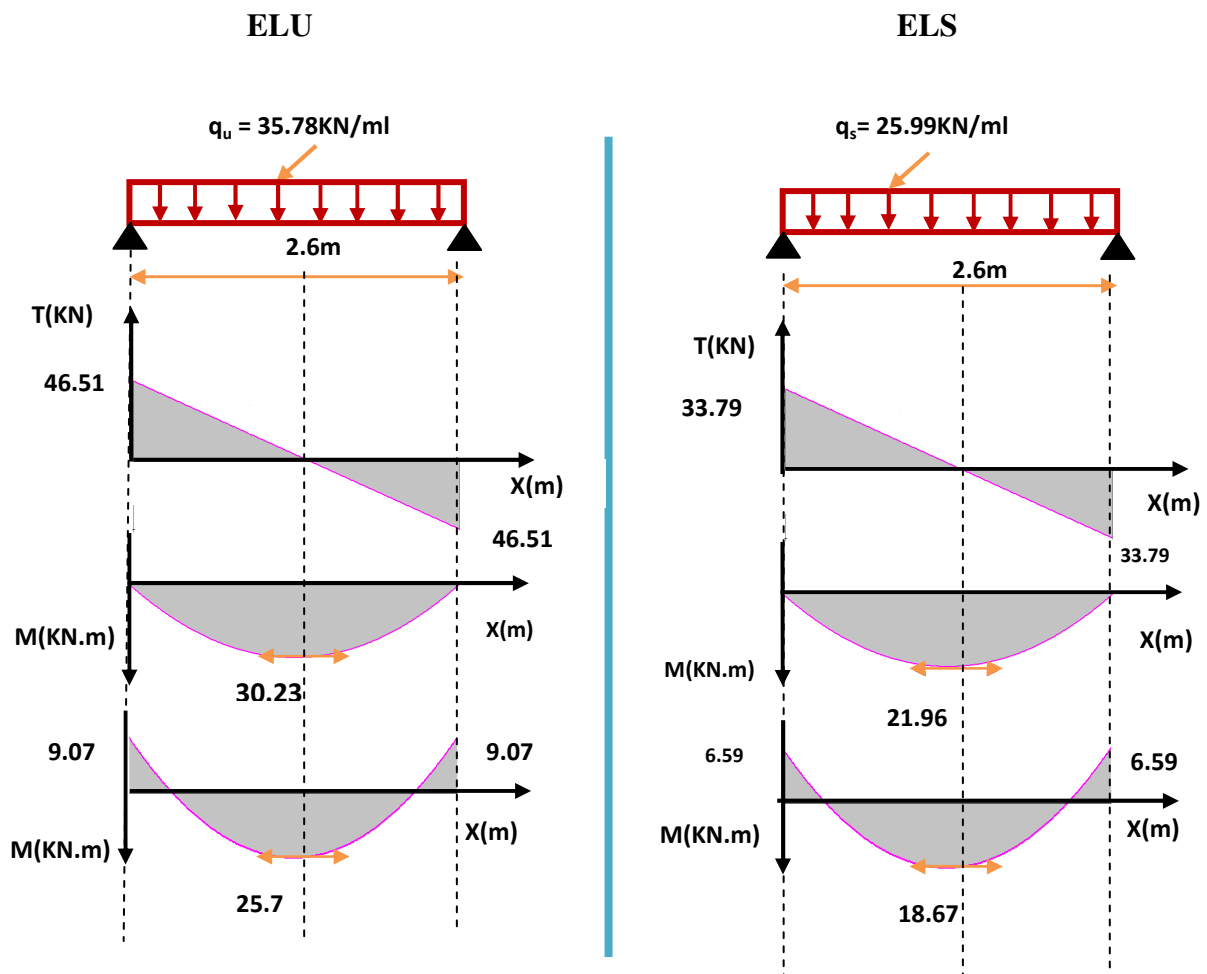 ELU
q_u = 35.78KN/ml
2.6m
T(KN)
46.51
X(m)
46.51
X(m)
M(KN.m)
30.23
9.07
9.07
X(m)
M(KN.m)
25.7
ELS
q_s= 25.99KN/ml
2.6m
T(KN)
33.79
X(m)
33.79
X(m)
M(KN.m)
21.96
6.59
6.59
X(m)
M(KN.m)
18.67